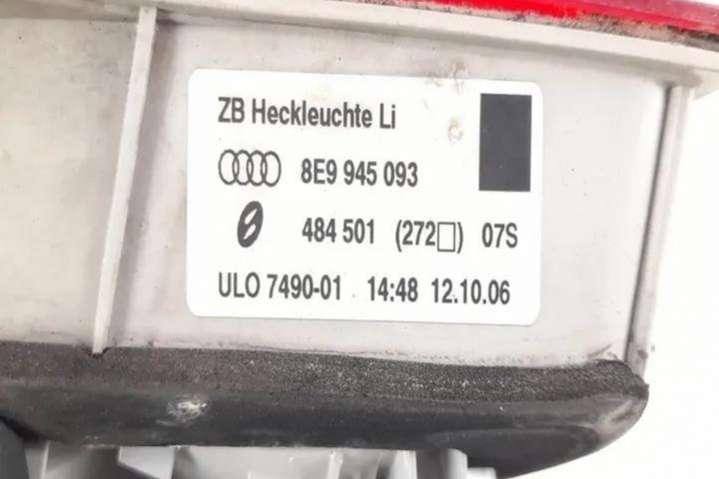 ZB Heckleuchte Li
8E9 945 093
484 501 (272□) 07S
ULO 7490-01 14:48 12.10.06